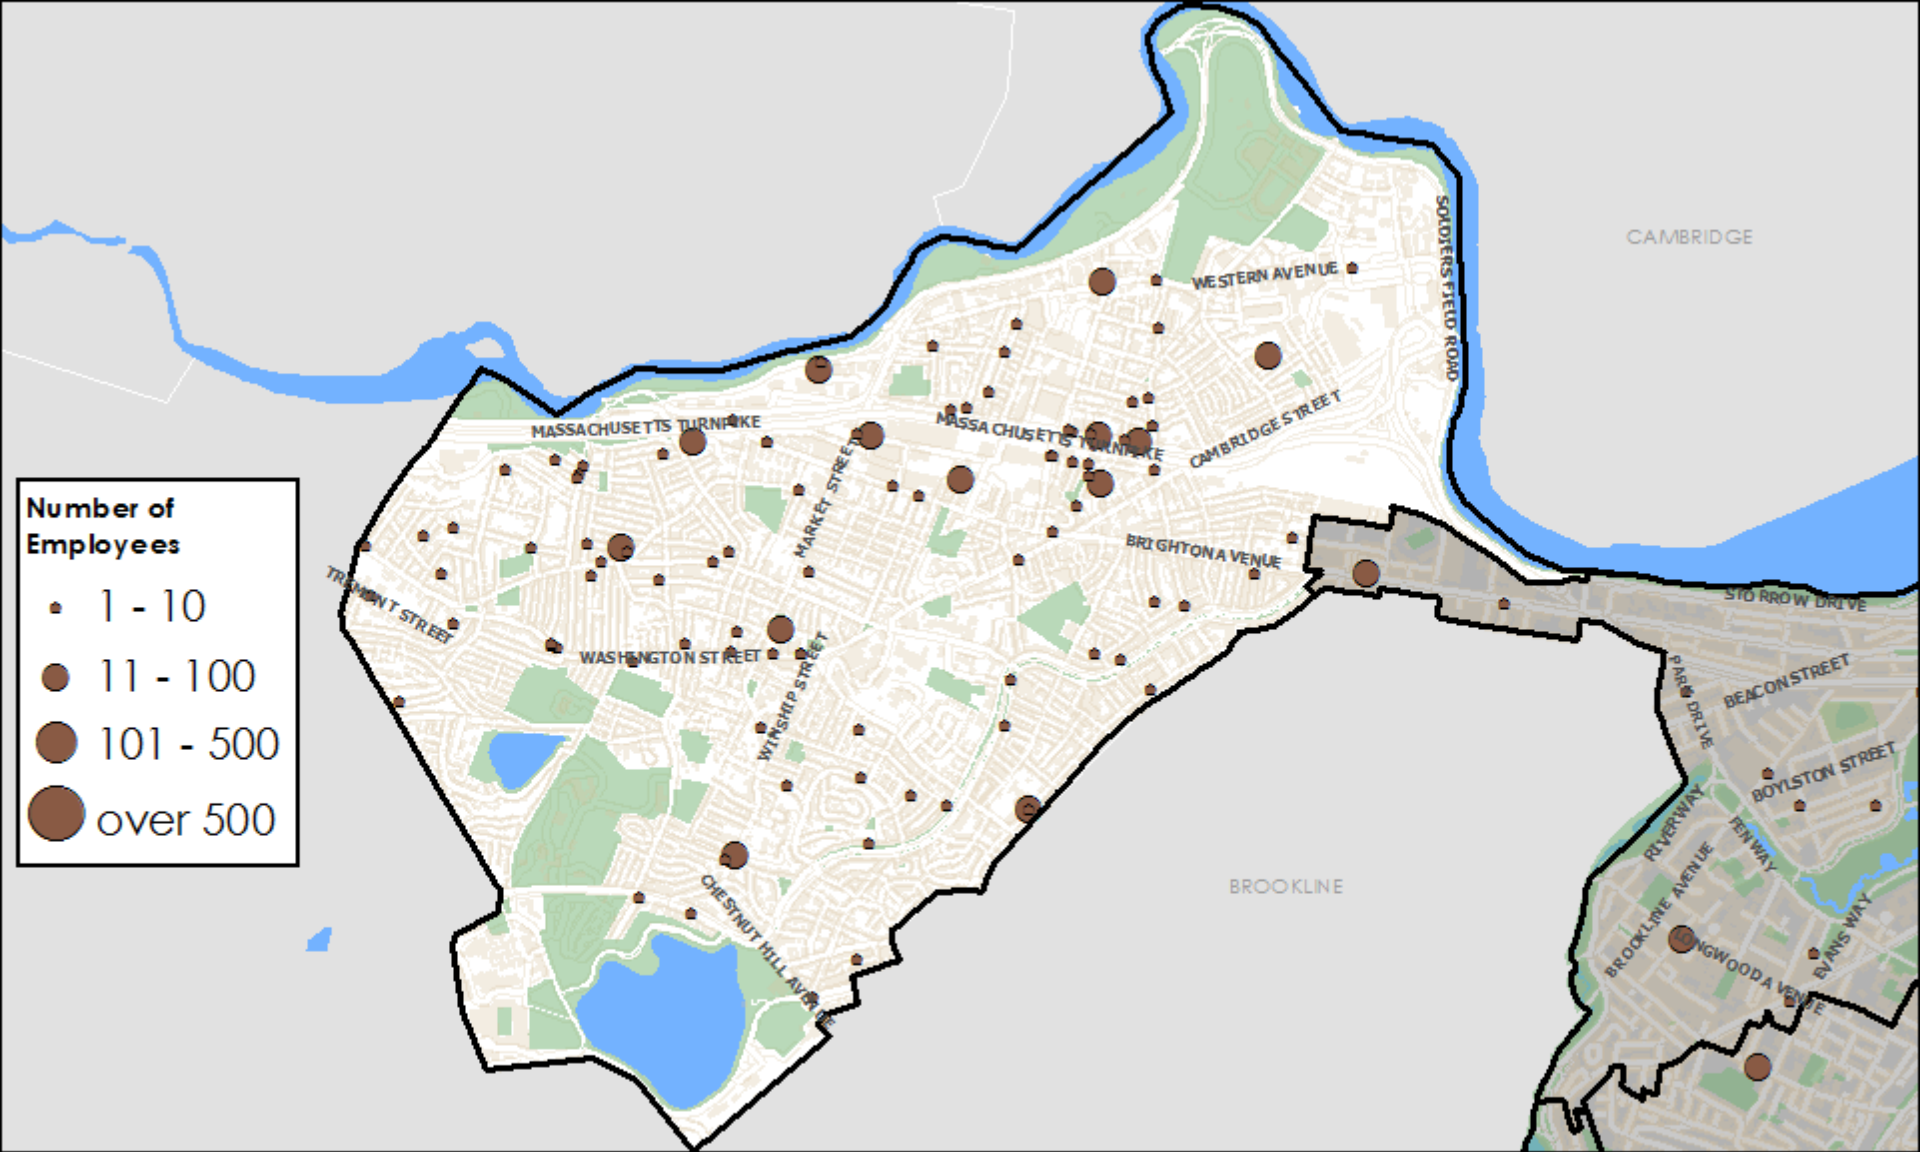 CAMBRIDGE
SOLDIERS FIELD ROAD
WESTERN AVENUE
MASSACHUSETTS TURNPIKE
MASSACHUSETTS TURNPIKE
CAMBRIDGE STREET
MARKET STREET
Number of
Employees
1 - 10
11 - 100
101 - 500
over 500
BRIGHTON AVENUE
TREMONT STREET
STORROW DRIVE
WASHINGTON STREET
WINSHIP STREET
PARK DRIVE
BEACON STREET
BOYLSTON STREET
RIVERWAY
FENWAY
BROOKLINE
CHESTNUT HILL AVENUE
BROOKLINE AVENUE
LONGWOOD AVENUE
EVANS WAY